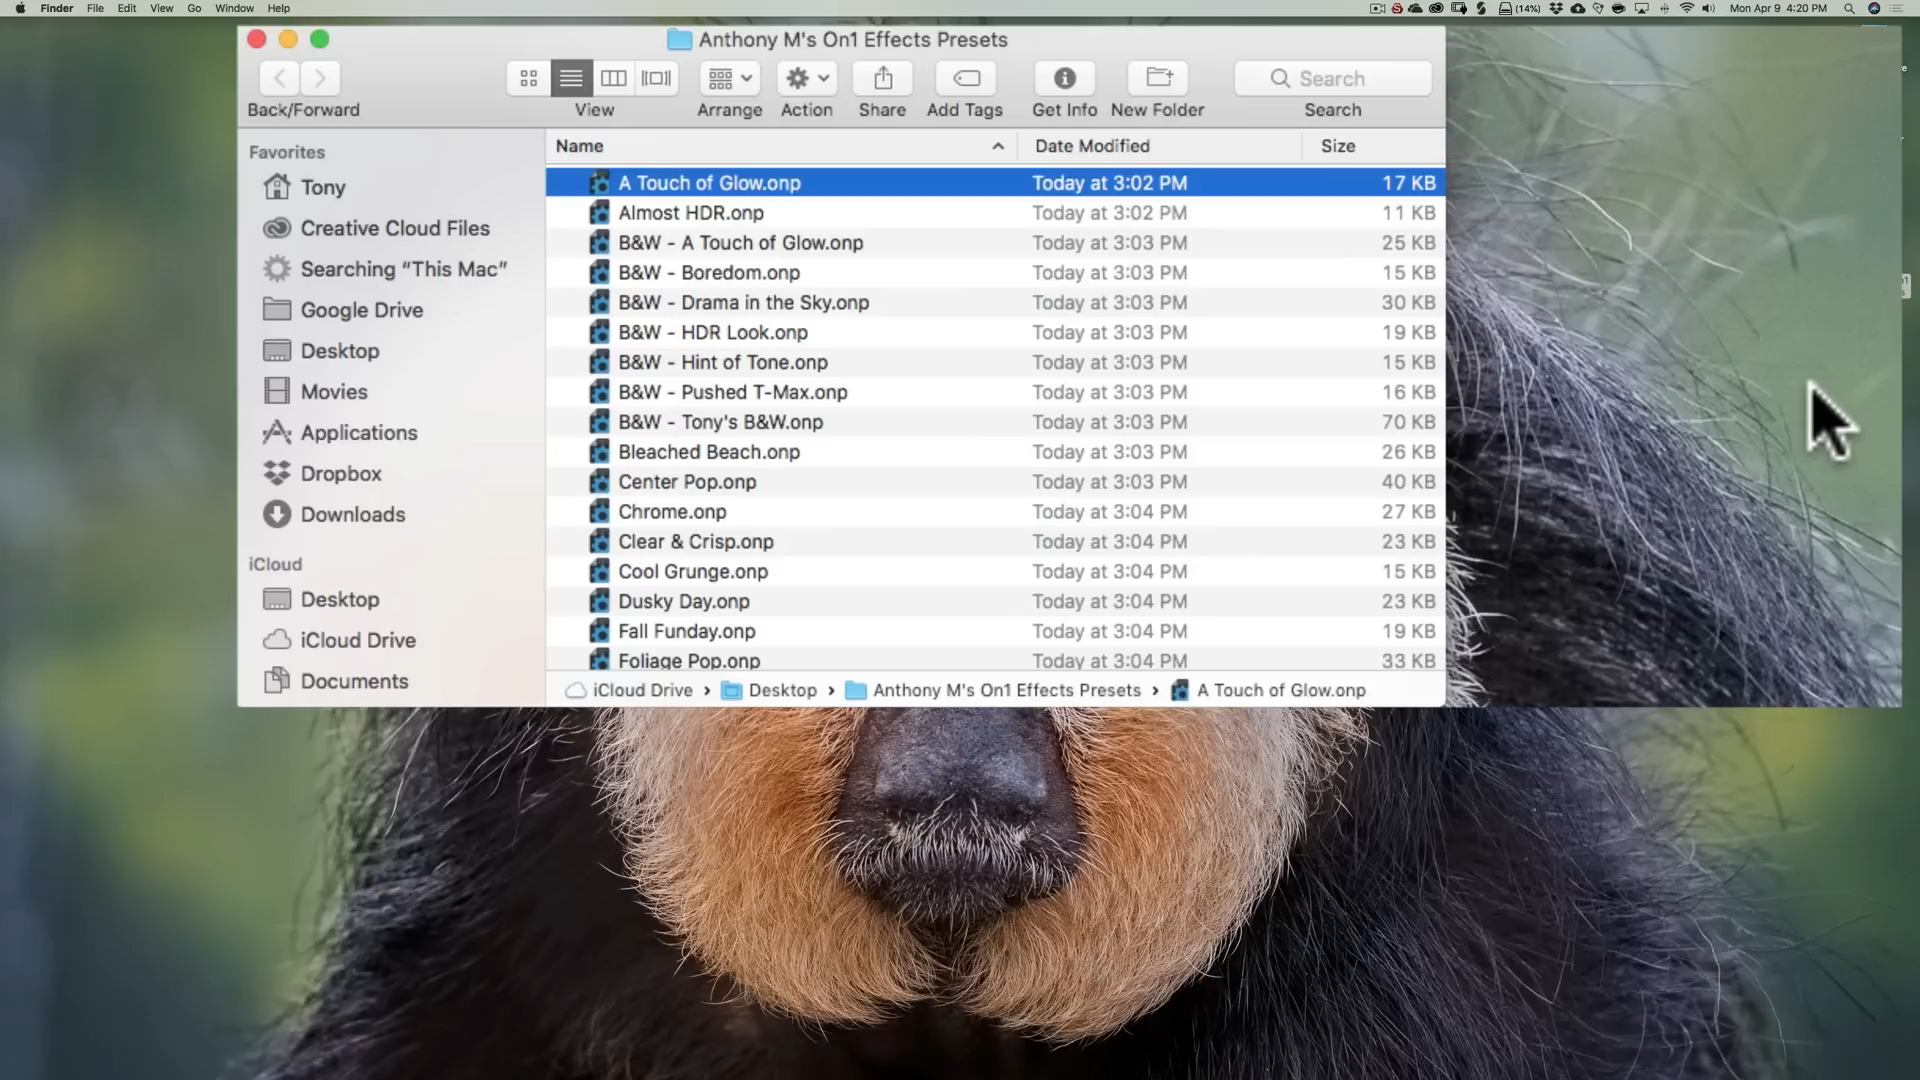 Finder File Edit View Go Window Help (14%) Mon Apr 9 4:20 PM
Anthony M's On1 Effects Presets
Search
Back/Forward View Arrange Action Share Add Tags Get Info New Folder Search
Favorites
Tony
Creative Cloud Files
Searching “This Mac”
Google Drive
Desktop
Movies
Applications
Dropbox
Downloads
iCloud
Desktop
iCloud Drive
Documents
Name Date Modified Size
A Touch of Glow.onp Today at 3:02 PM 17 KB
Almost HDR.onp Today at 3:02 PM 11 KB
B&W - A Touch of Glow.onp Today at 3:03 PM 25 KB
B&W - Boredom.onp Today at 3:03 PM 15 KB
B&W - Drama in the Sky.onp Today at 3:03 PM 30 KB
B&W - HDR Look.onp Today at 3:03 PM 19 KB
B&W - Hint of Tone.onp Today at 3:03 PM 15 KB
B&W - Pushed T-Max.onp Today at 3:03 PM 16 KB
B&W - Tony's B&W.onp Today at 3:03 PM 70 KB
Bleached Beach.onp Today at 3:03 PM 26 KB
Center Pop.onp Today at 3:03 PM 40 KB
Chrome.onp Today at 3:04 PM 27 KB
Clear & Crisp.onp Today at 3:04 PM 23 KB
Cool Grunge.onp Today at 3:04 PM 15 KB
Dusky Day.onp Today at 3:04 PM 23 KB
Fall Funday.onp Today at 3:04 PM 19 KB
Foliage Pop.onp Today at 3:04 PM 33 KB
iCloud Drive › Desktop › Anthony M's On1 Effects Presets › A Touch of Glow.onp